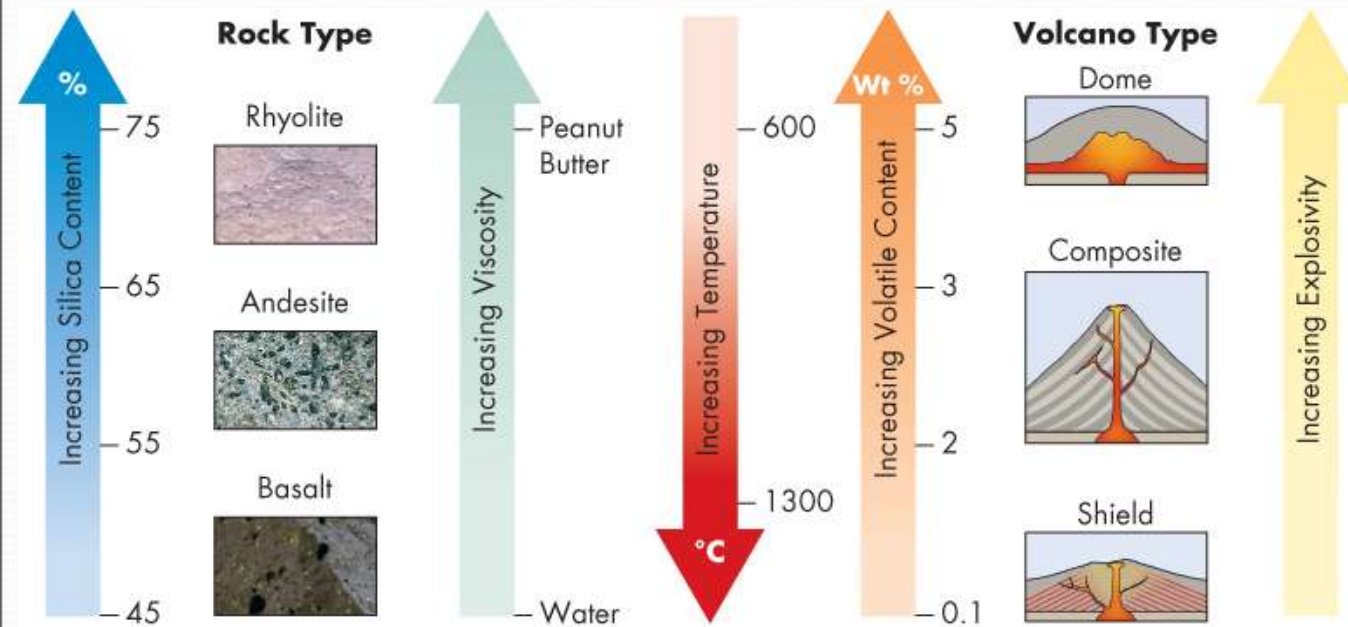 %
75
65
55
45
Increasing Silica Content
Rock Type
Rhyolite
Andesite
Basalt
Increasing Viscosity
Peanut
Butter
Water
Increasing Temperature
600
1300
°C
Wt %
Increasing Volatile Content
5
3
2
0.1
Volcano Type
Dome
Composite
Shield
Increasing Explosivity